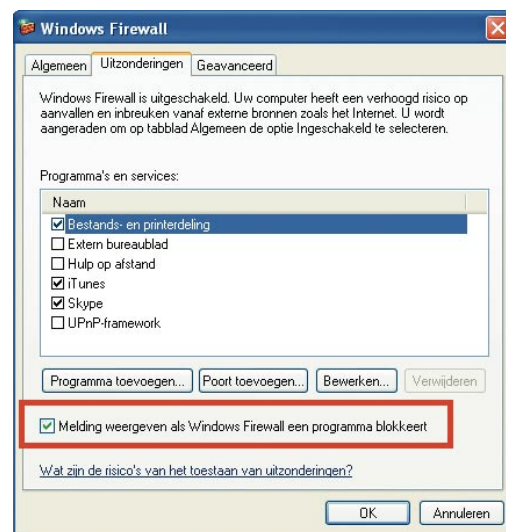 Windows Firewall
Algemeen Uitzonderingen Geavanceerd
Windows Firewall is uitgeschakeld. Uw computer heeft een verhoogd risico op
aanvallen en inbreuken vanaf externe bronnen zoals het Internet. U wordt
aangeraden om op tabblad Algemeen de optie Ingeschakeld te selecteren.
Programma's en services:
Naam
Bestands- en printerdeling
Extern bureaublad
Hulp op afstand
iTunes
Skype
UPnP-framework
Programma toevoegen... Poort toevoegen... Bewerken... Verwijderen
Melding weergeven als Windows Firewall een programma blokkeert
Wat zijn de risico's van het toestaan van uitzonderingen?
OK Annuleren